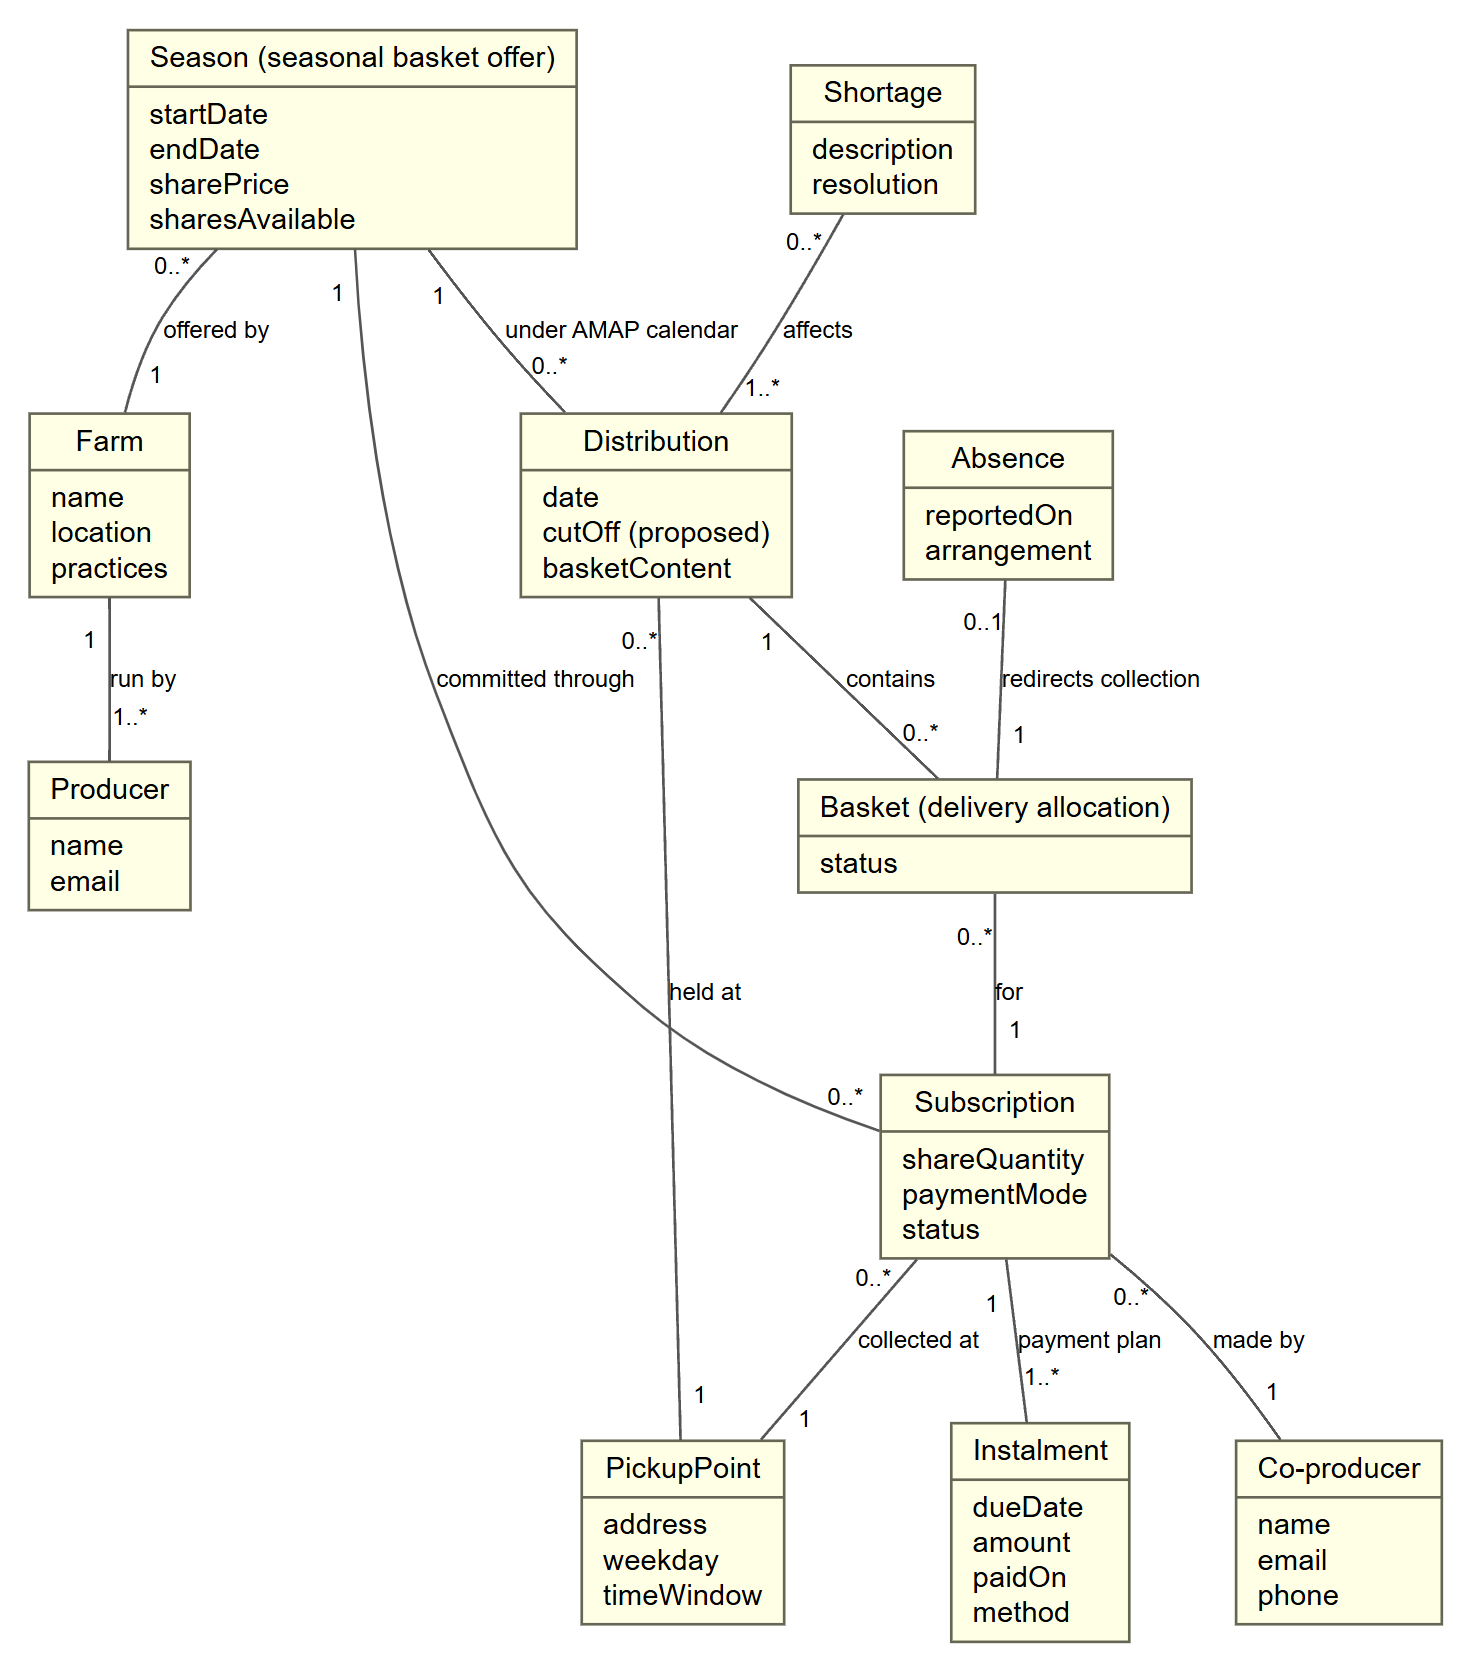 Season (seasonal basket offer)
startDate
endDate
sharePrice
sharesAvailable
Shortage
description
resolution
0..*
1
1
0..*
offered by
under AMAP calendar
affects
1
0..*
1..*
Farm
name
location
practices
Distribution
date
cutOff (proposed)
basketContent
Absence
reportedOn
arrangement
1
0..*
1
0..1
run by
committed through
contains
redirects collection
1..*
0..*
1
Producer
name
email
Basket (delivery allocation)
status
0..*
held at
for
1
0..*
Subscription
shareQuantity
paymentMode
status
0..*
1
0..*
collected at
payment plan
made by
1
1
1..*
1
PickupPoint
address
weekday
timeWindow
Instalment
dueDate
amount
paidOn
method
Co-producer
name
email
phone